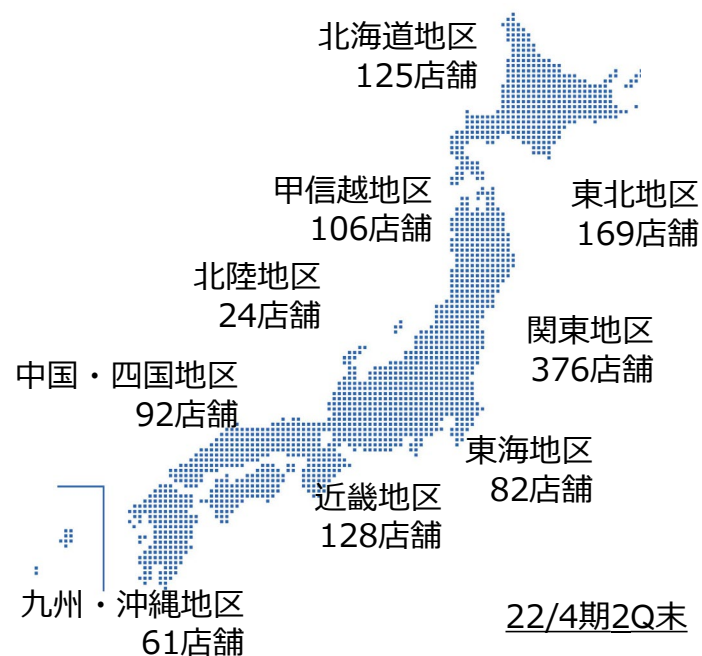 北海道地区
125店舗
甲信越地区
106店舗
東北地区
169店舗
北陸地区
24店舗
関東地区
376店舗
中国・四国地区
92店舗
東海地区
82店舗
近畿地区
128店舗
九州・沖縄地区
61店舗
22/4期2Q末